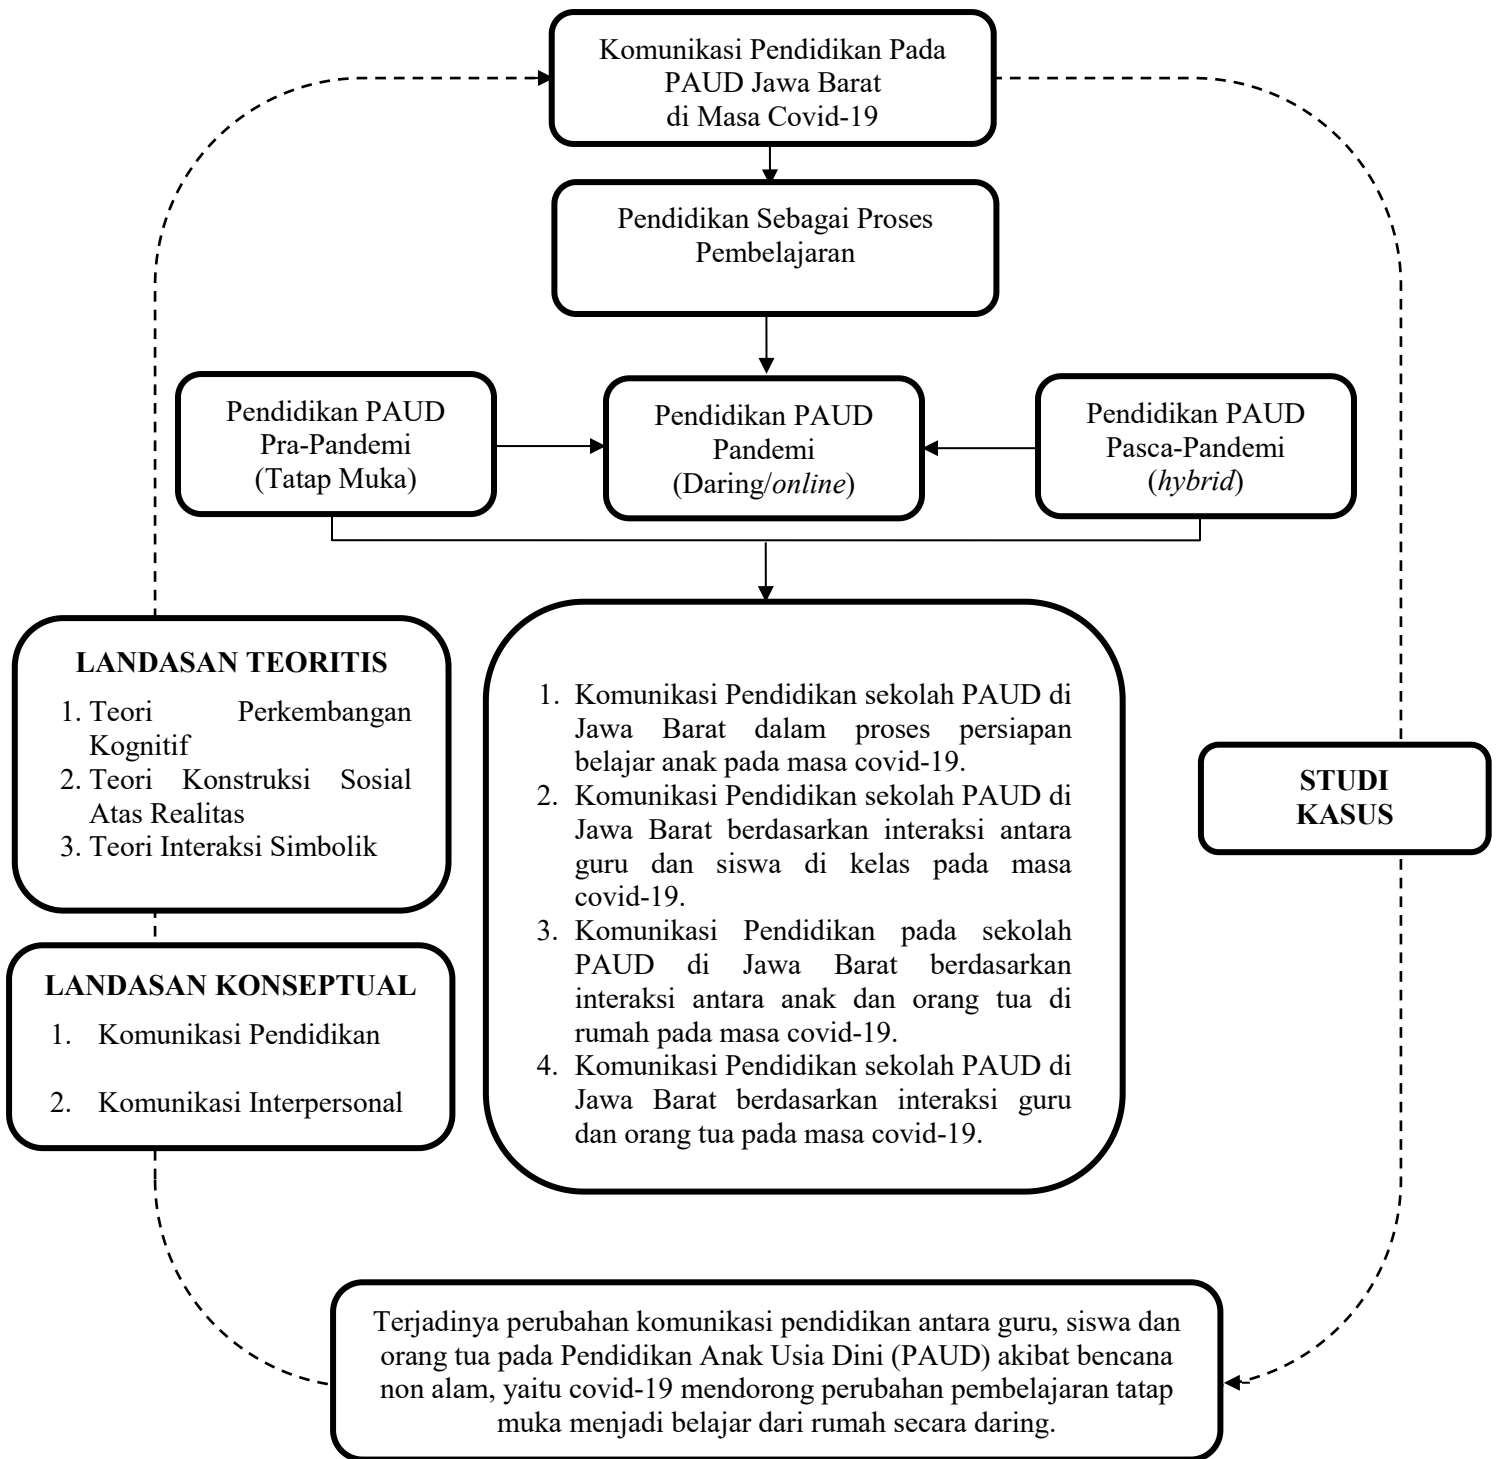 Komunikasi Pendidikan Pada
PAUD Jawa Barat
di Masa Covid-19
Pendidikan Sebagai Proses
Pembelajaran
Pendidikan PAUD
Pra-Pandemi
(Tatap Muka)
Pendidikan PAUD
Pandemi
(Daring/online)
Pendidikan PAUD
Pasca-Pandemi
(hybrid)
LANDASAN TEORITIS
1. Teori Perkembangan
Kognitif
2. Teori Konstruksi Sosial
Atas Realitas
3. Teori Interaksi Simbolik
LANDASAN KONSEPTUAL
1. Komunikasi Pendidikan
2. Komunikasi Interpersonal
1. Komunikasi Pendidikan sekolah PAUD di
Jawa Barat dalam proses persiapan
belajar anak pada masa covid-19.
2. Komunikasi Pendidikan sekolah PAUD di
Jawa Barat berdasarkan interaksi antara
guru dan siswa di kelas pada masa
covid-19.
3. Komunikasi Pendidikan pada sekolah
PAUD di Jawa Barat berdasarkan
interaksi antara anak dan orang tua di
rumah pada masa covid-19.
4. Komunikasi Pendidikan sekolah PAUD di
Jawa Barat berdasarkan interaksi guru
dan orang tua pada masa covid-19.
STUDI
KASUS
Terjadinya perubahan komunikasi pendidikan antara guru, siswa dan
orang tua pada Pendidikan Anak Usia Dini (PAUD) akibat bencana
non alam, yaitu covid-19 mendorong perubahan pembelajaran tatap
muka menjadi belajar dari rumah secara daring.